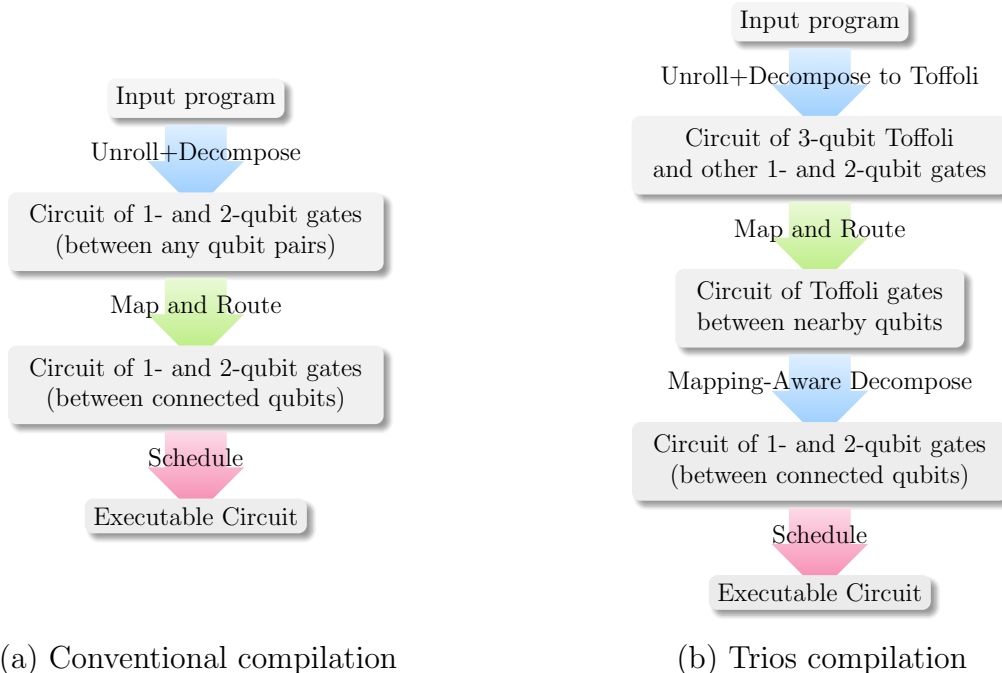 Input program
Unroll+Decompose
Circuit of 1- and 2-qubit gates
(between any qubit pairs)
Map and Route
Circuit of 1- and 2-qubit gates
(between connected qubits)
Schedule
Executable Circuit
(a) Conventional compilation
Input program
Unroll+Decompose to Toffoli
Circuit of 3-qubit Toffoli
and other 1- and 2-qubit gates
Map and Route
Circuit of Toffoli gates
between nearby qubits
Mapping-Aware Decompose
Circuit of 1- and 2-qubit gates
(between connected qubits)
Schedule
Executable Circuit
(b) Trios compilation